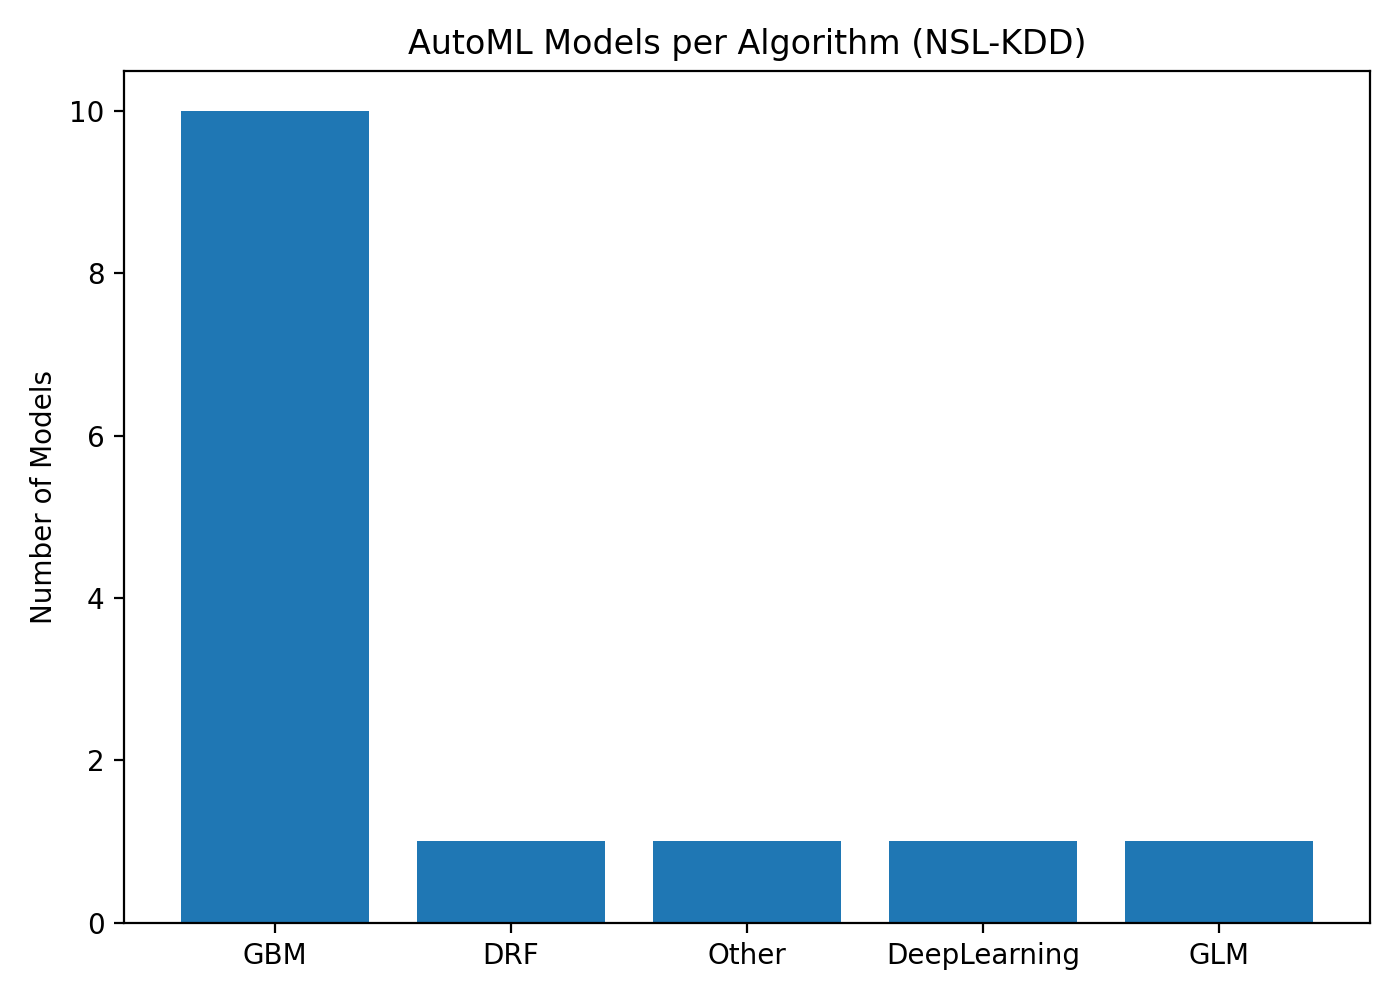 AutoML Models per Algorithm (NSL-KDD)
Number of Models
10
8
6
4
2
0
GBM DRF Other DeepLearning GLM